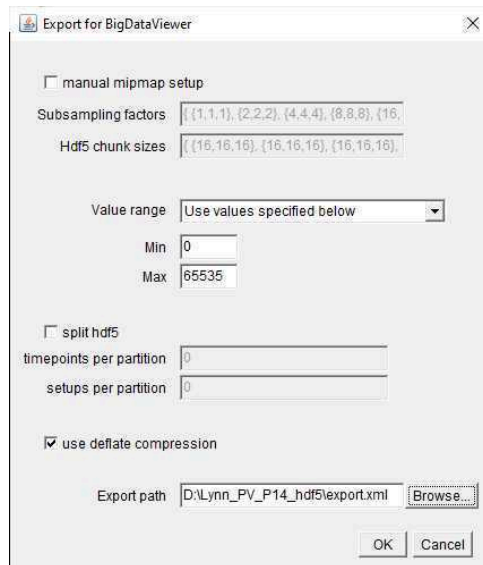 Export for BigDataViewer
manual mipmap setup
Subsampling factors { {1,1,1}, {2,2,2}, {4,4,4}, {8,8,8}, {16,
Hdf5 chunk sizes { {16,16,16}, {16,16,16}, {16,16,16},
Value range Use values specified below
Min 0
Max 65535
split hdf5
timepoints per partition 0
setups per partition 0
use deflate compression
Export path D:\Lynn_PV_P14_hdf5\export.xml Browse...
OK Cancel